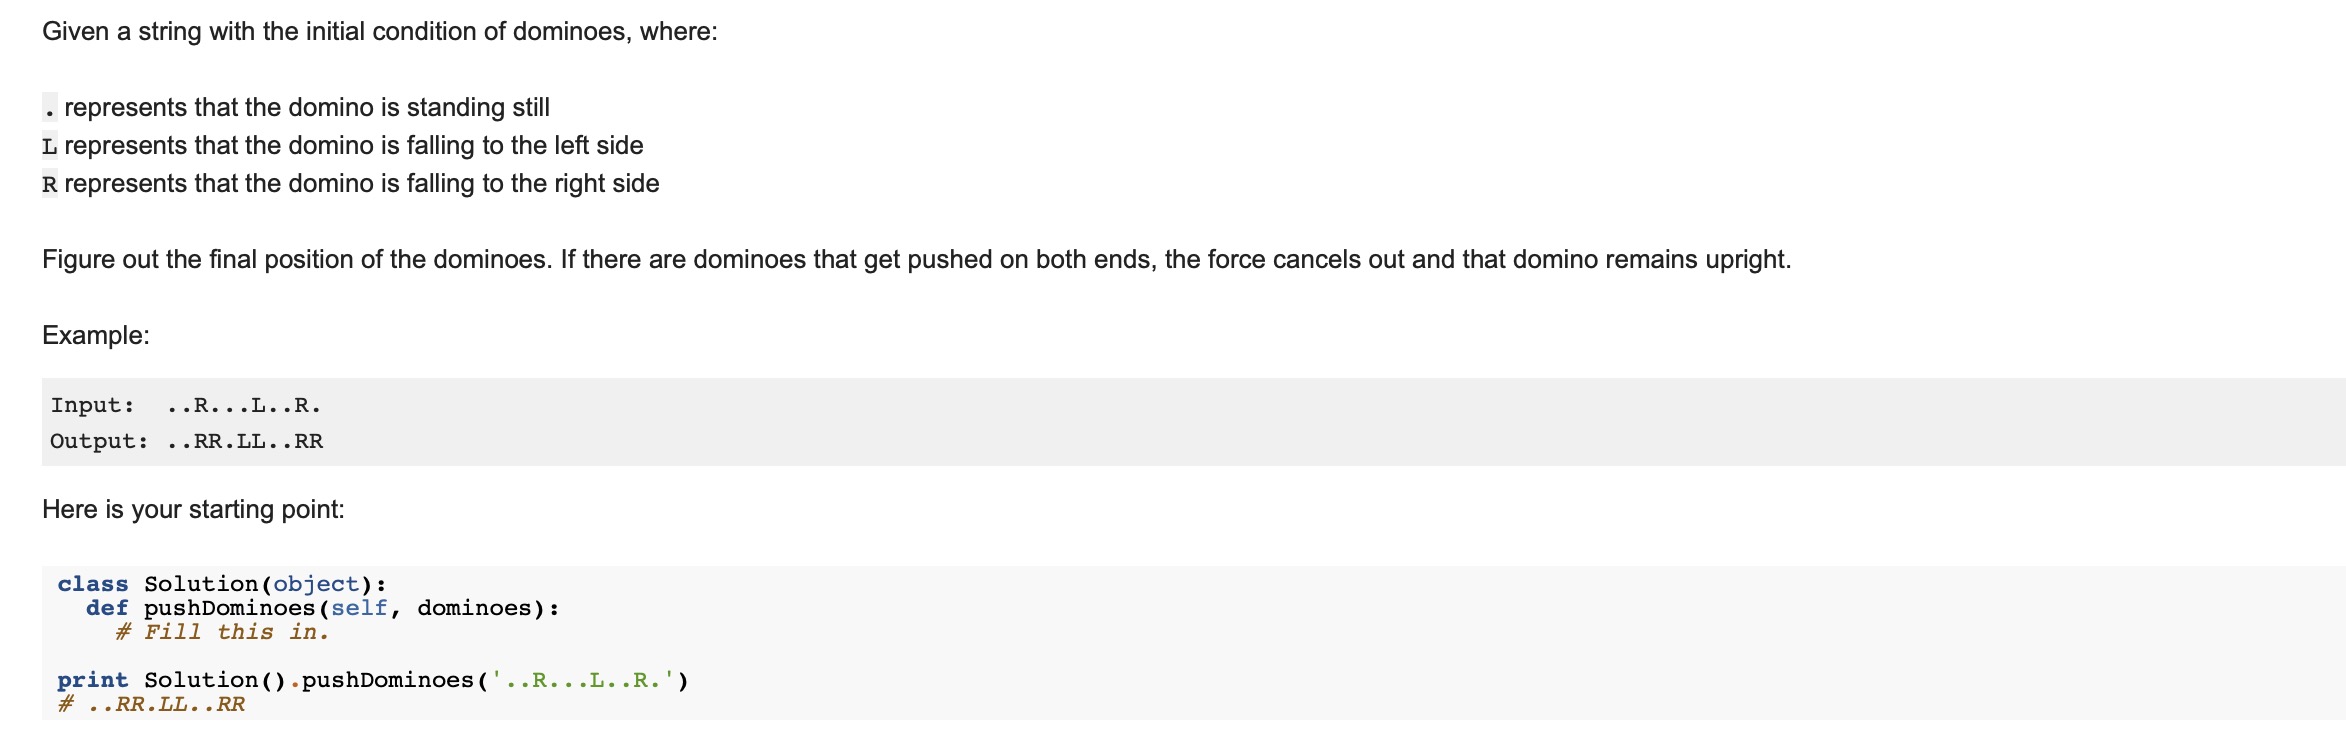 Given a string with the initial condition of dominoes, where:
. represents that the domino is standing still
L represents that the domino is falling to the left side
R represents that the domino is falling to the right side
Figure out the final position of the dominoes. If there are dominoes that get pushed on both ends, the force cancels out and that domino remains upright.
Example:
Input:  ..R...L..R.
Output: ..RR.LL..RR
Here is your starting point:
class Solution(object):
  def pushDominoes(self, dominoes):
    # Fill this in.
print Solution().pushDominoes('..R...L..R.')
# ..RR.LL..RR